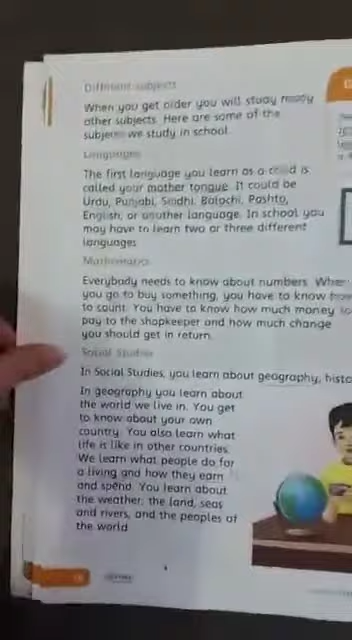 Different subjects
When you get older you will study many
other subjects. Here are some of the
subjects we study in school.
Languages
The first language you learn as a child is
called your mother tongue. It could be
Urdu, Punjabi, Sindhi, Balochi, Pashto,
English, or another language. In school you
may have to learn two or three different
languages.
Mathematics
Everybody needs to know about numbers. When
you go to buy something, you have to know how
to count. You have to know how much money to
pay to the shopkeeper and how much change
you should get in return.
Social Studies
In Social Studies, you learn about geography,
In geography you learn about
the world we live in. You get
to know about your own
country. You also learn what
life is like in other countries.
We learn what people do for
a living and how they earn
and spend. You learn about
the weather, the land, seas
and rivers, and the peoples of
the world.